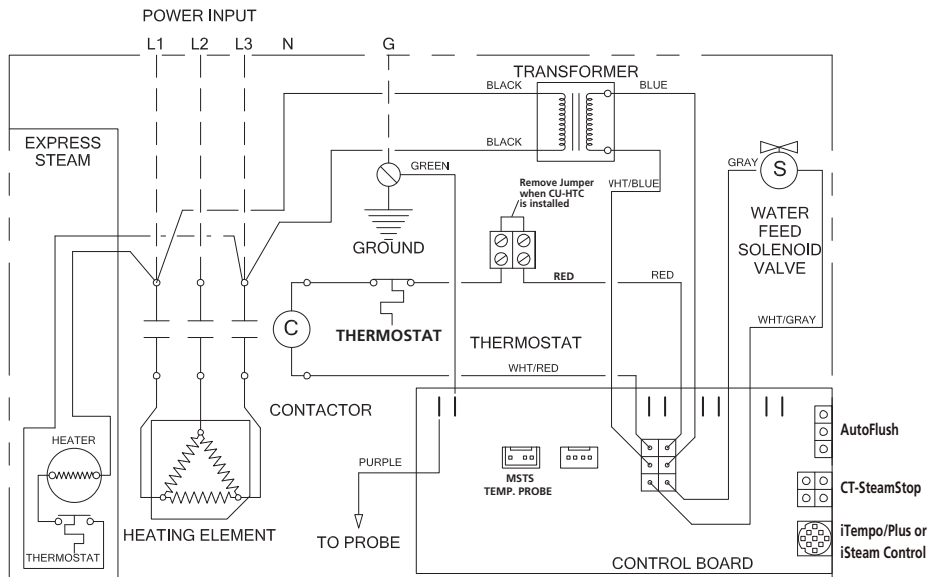 POWER INPUT
L1 L2 L3 N G
TRANSFORMER
BLACK
BLUE
EXPRESS
STEAM
BLACK
GREEN
WHT/BLUE
GRAY
S
Remove Jumper
when CU-HTC
is installed
WATER
FEED
SOLENOID
VALVE
GROUND
RED
RED
C
THERMOSTAT
THERMOSTAT
WHT/GRAY
WHT/RED
CONTACTOR
AutoFlush
HEATER
PURPLE
MSTS
TEMP. PROBE
CT-SteamStop
HEATING ELEMENT
TO PROBE
iTempo/Plus or
iSteam Control
THERMOSTAT
CONTROL BOARD